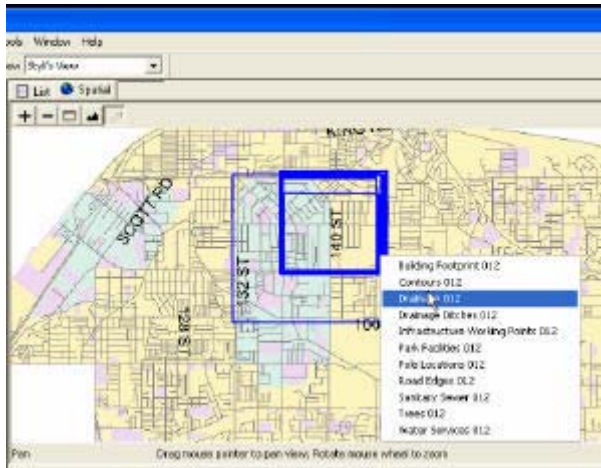 ools Window Help
ew Styli's View
List Spatial
KING RD
SCOTT RD
140 ST
132 ST
128 ST
100
Building Footprint 012
Contours 012
Drainage 012
Drainage Ditches 012
Infrastructure Working Points 012
Park Facilities 012
Pole Locations 012
Road Edges 012
Sanitary Sewer 012
Trees 012
Water Services 012
Pan Drag mouse pointer to pan view, Rotate mouse wheel to zoom